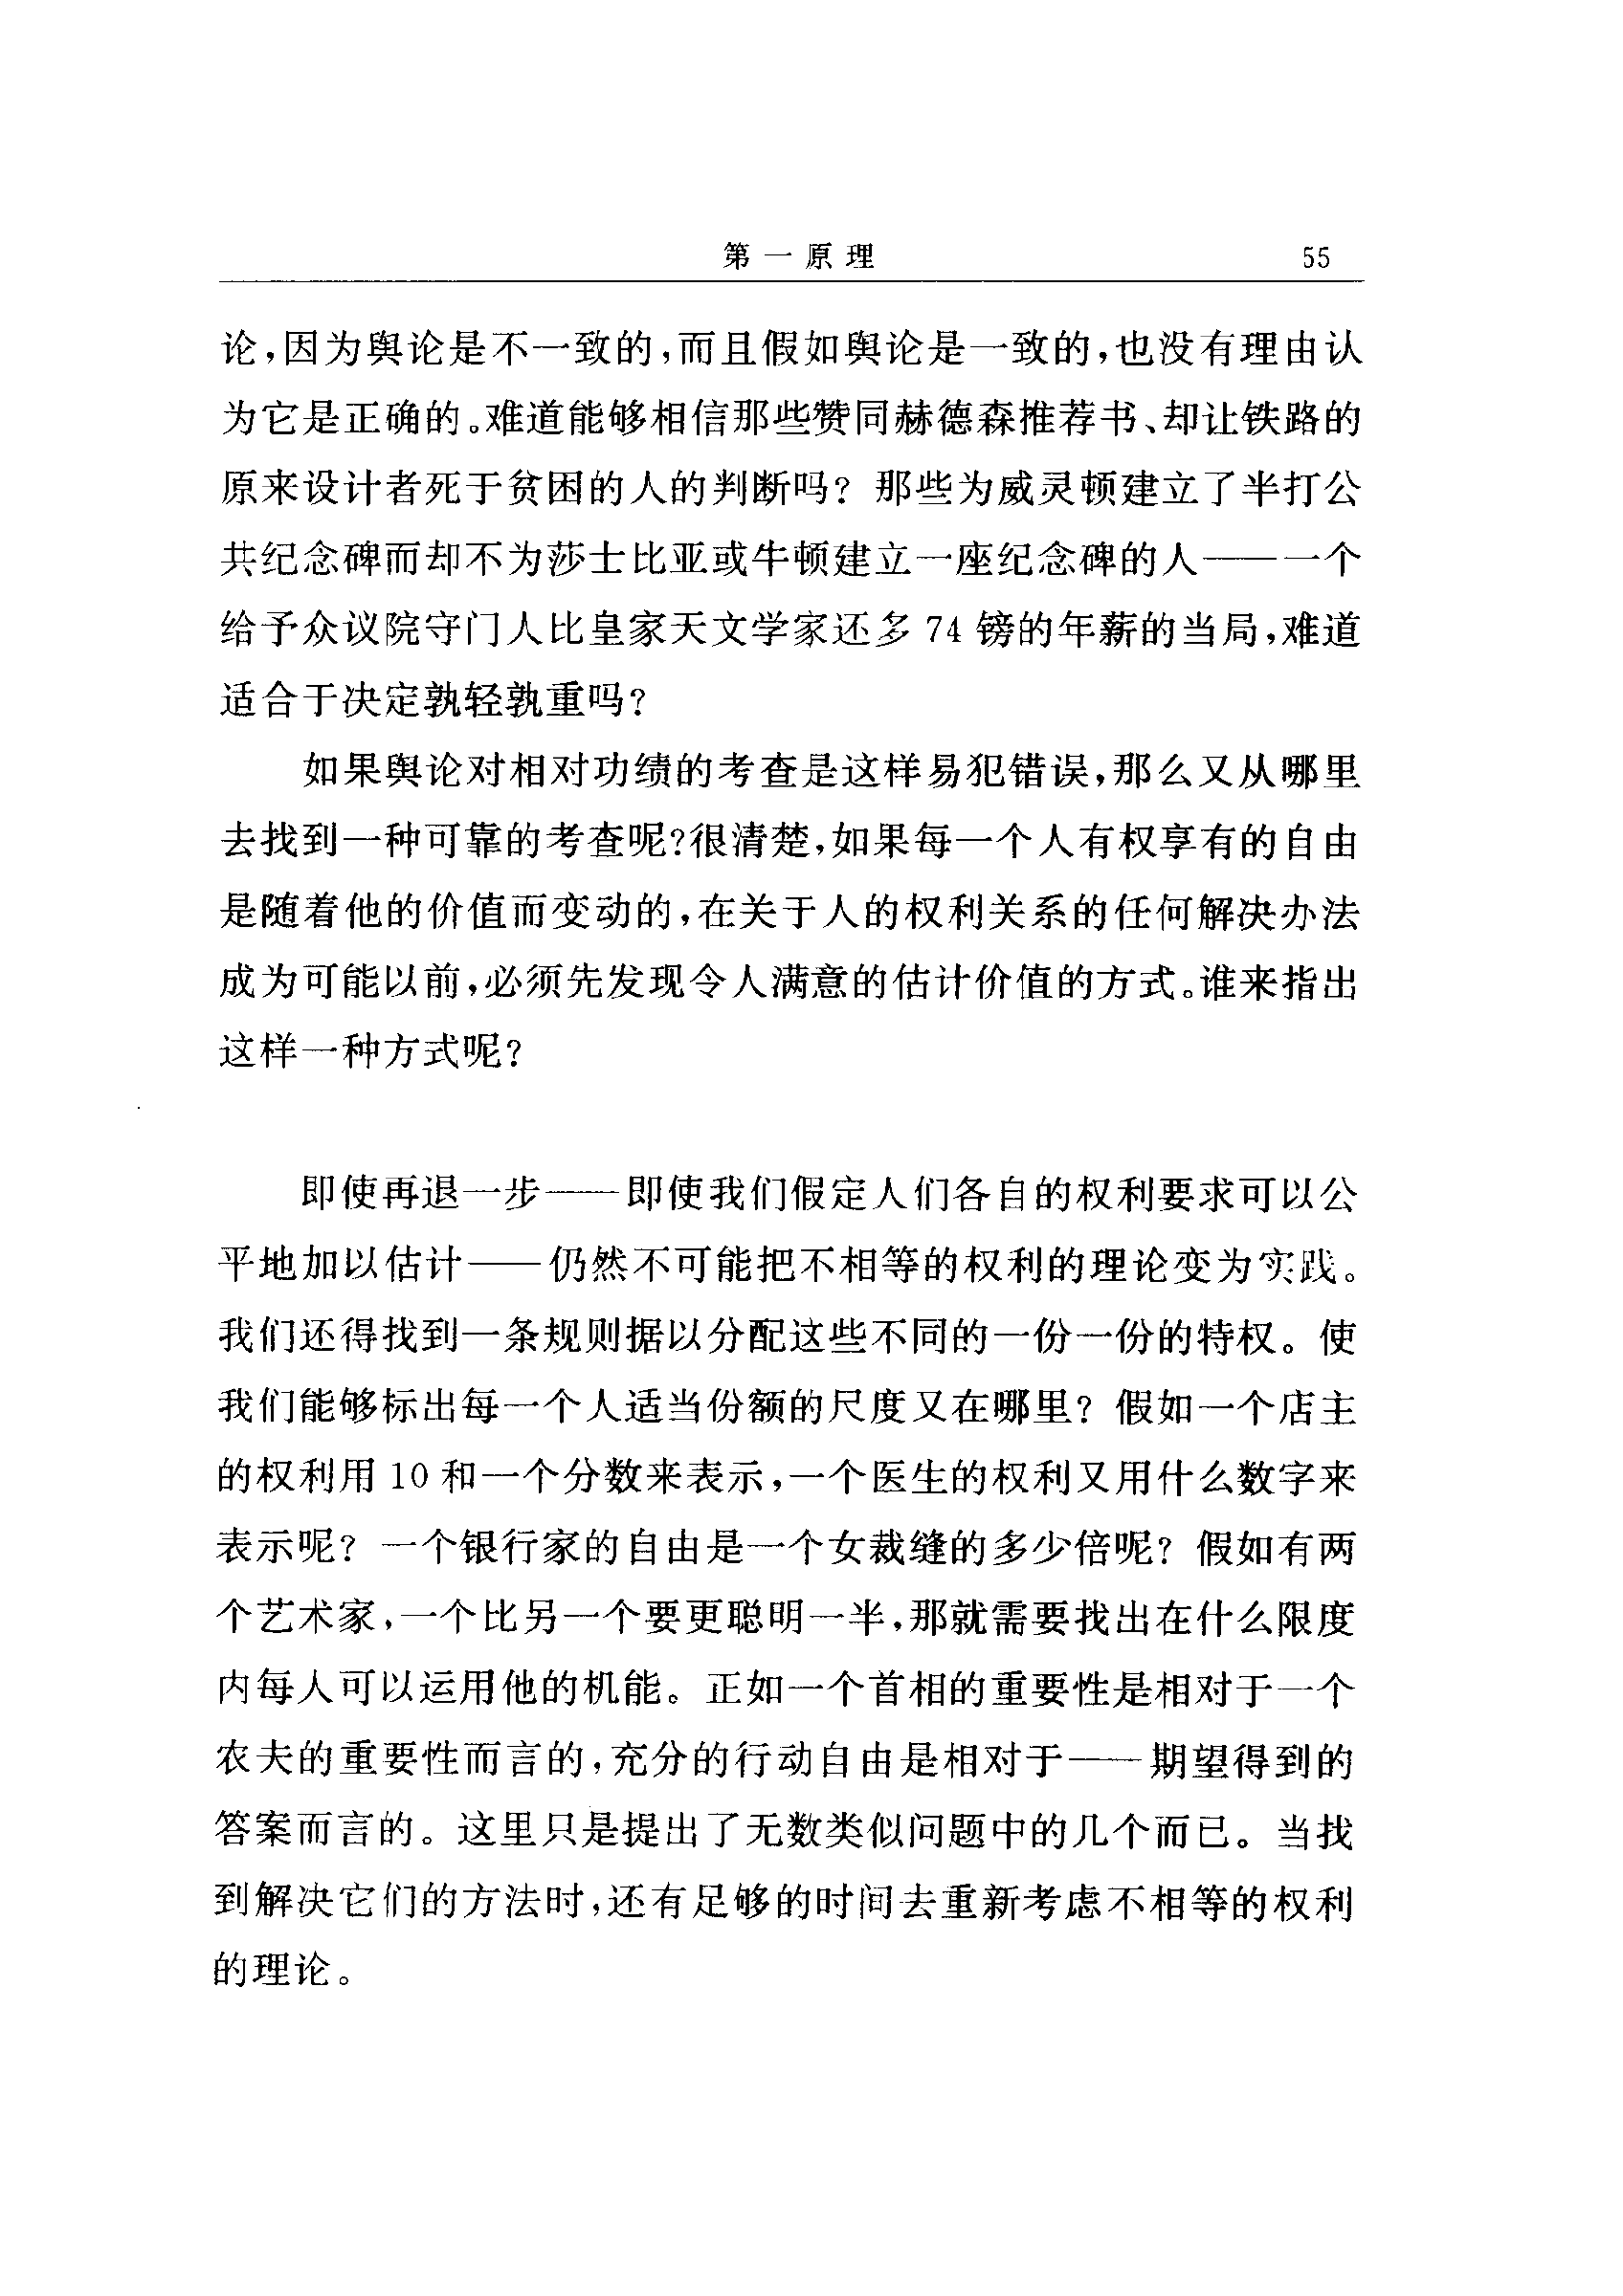 第一原理 55
论,因为舆论是不一致的,而且假如舆论是一致的,也没有理由认
为它是正确的。难道能够相信那些赞同赫德森推荐书、却让铁路的
原来设计者死于贫困的人的判断吗? 那些为威灵顿建立了半打公
共纪念碑而却不为莎士比亚或牛顿建立一座纪念碑的人——一个
给予众议院守门人比皇家天文学家还多 74 镑的年薪的当局,难道
适合于决定孰轻孰重吗?
如果舆论对相对功绩的考查是这样易犯错误,那么又从哪里
去找到一种可靠的考查呢?很清楚,如果每一个人有权享有的自由
是随着他的价值而变动的,在关于人的权利关系的任何解决办法
成为可能以前,必须先发现令人满意的估计价值的方式。谁来指出
这样一种方式呢?
即使再退一步——即使我们假定人们各自的权利要求可以公
平地加以估计——仍然不可能把不相等的权利的理论变为实践。
我们还得找到一条规则据以分配这些不同的一份一份的特权。使
我们能够标出每一个人适当份额的尺度又在哪里? 假如一个店主
的权利用 10 和一个分数来表示,一个医生的权利又用什么数字来
表示呢? 一个银行家的自由是一个女裁缝的多少倍呢? 假如有两
个艺术家,一个比另一个要更聪明一半,那就需要找出在什么限度
内每人可以运用他的机能。正如一个首相的重要性是相对于一个
农夫的重要性而言的,充分的行动自由是相对于——期望得到的
答案而言的。这里只是提出了无数类似问题中的几个而已。当找
到解决它们的方法时,还有足够的时间去重新考虑不相等的权利
的理论。